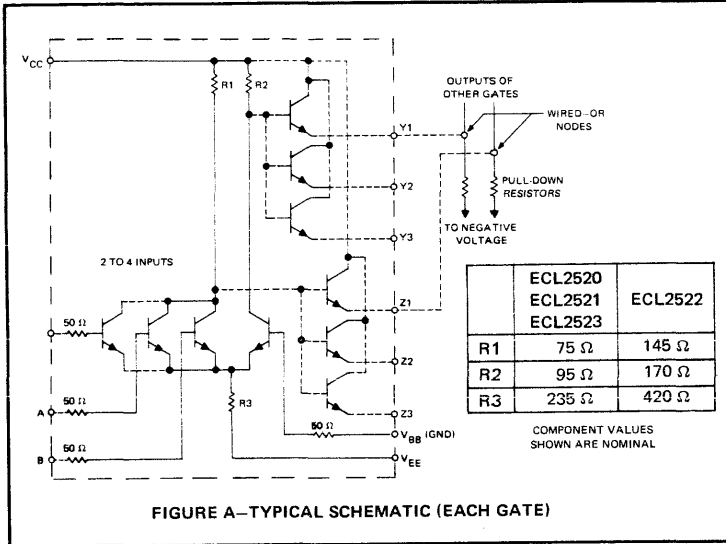 VCC
R1
R2
OUTPUTS OF
OTHER GATES
WIRED–OR
NODES
Y1
Y2
Y3
PULL-DOWN
RESISTORS
TO NEGATIVE
VOLTAGE
2 TO 4 INPUTS
50 Ω
Z1
Z2
Z3
R3
A
50 Ω
B
50 Ω
50 Ω
VBB (GND)
VEE
ECL2520
ECL2521
ECL2523
ECL2522
R1 75 Ω 145 Ω
R2 95 Ω 170 Ω
R3 235 Ω 420 Ω
COMPONENT VALUES
SHOWN ARE NOMINAL
FIGURE A–TYPICAL SCHEMATIC (EACH GATE)